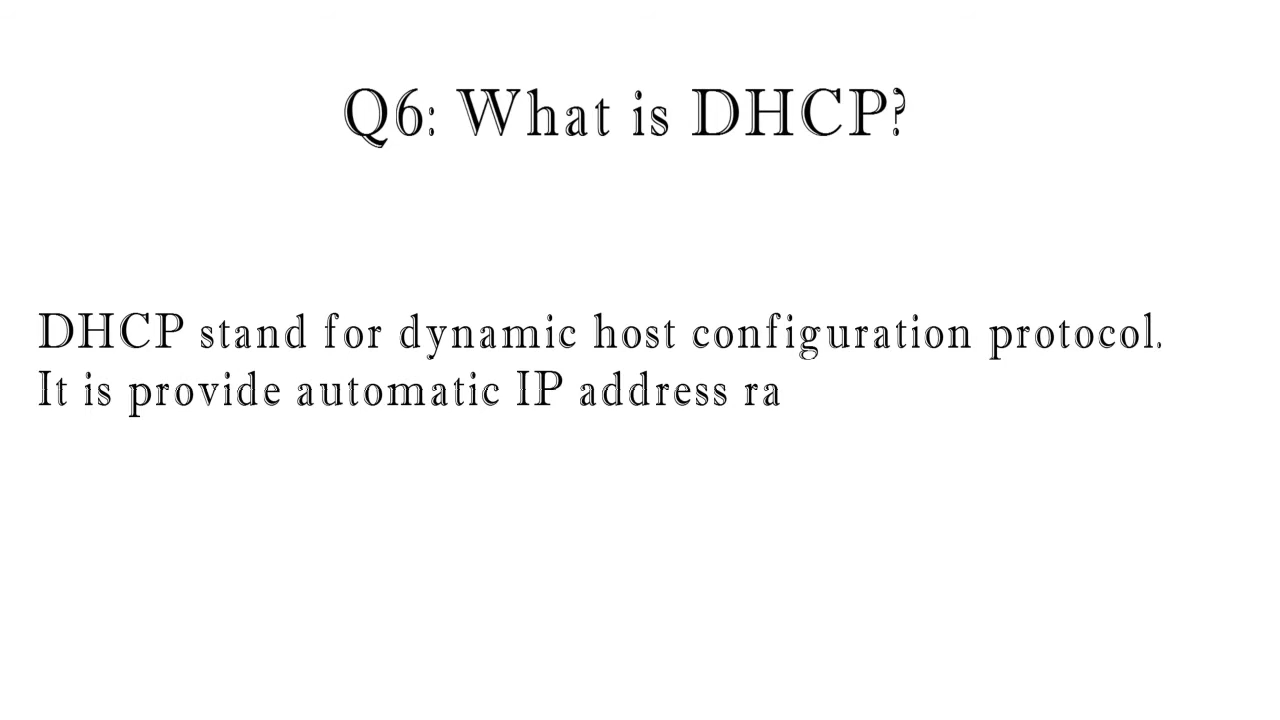 Q6: What is DHCP?
DHCP stand for dynamic host configuration protocol.
It is provide automatic IP address ra